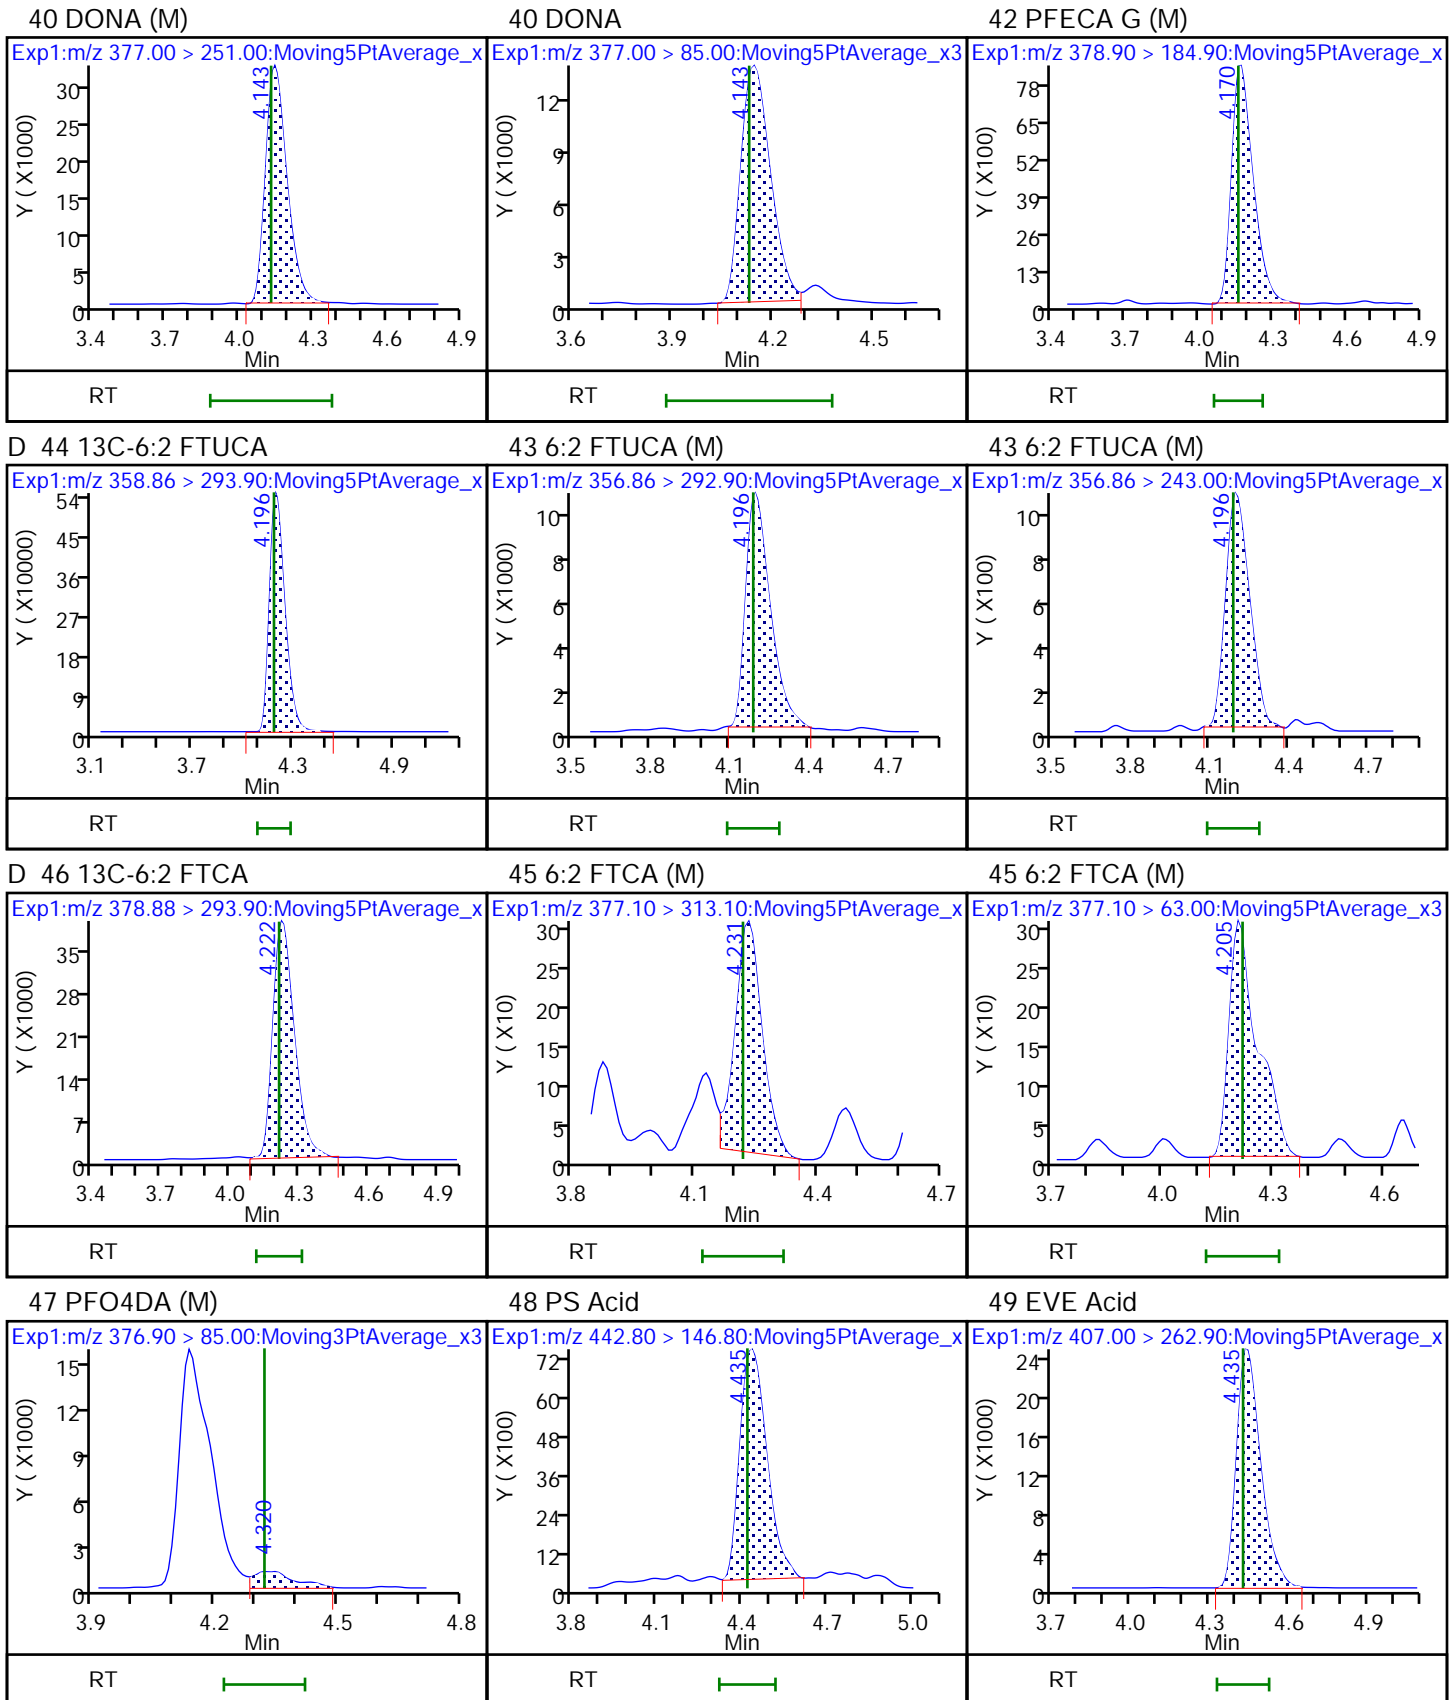 40 DONA (M)
40 DONA
42 PFECA G (M)
Exp1:m/z 377.00 > 251.00:Moving5PtAverage_x
Exp1:m/z 377.00 > 85.00:Moving5PtAverage_x3
Exp1:m/z 378.90 > 184.90:Moving5PtAverage_x
4.143
4.143
4.170
Y ( X1000)
Y ( X1000)
Y ( X100)
30
25
20
15
10
5
0
12
9
6
3
0
78
65
52
39
26
13
0
3.4 3.7 4.0 4.3 4.6 4.9
3.6 3.9 4.2 4.5
3.4 3.7 4.0 4.3 4.6 4.9
Min
Min
Min
RT
RT
RT
D 44 13C-6:2 FTUCA
43 6:2 FTUCA (M)
43 6:2 FTUCA (M)
Exp1:m/z 358.86 > 293.90:Moving5PtAverage_x
Exp1:m/z 356.86 > 292.90:Moving5PtAverage_x
Exp1:m/z 356.86 > 243.00:Moving5PtAverage_x
4.196
4.196
4.196
Y ( X10000)
Y ( X1000)
Y ( X100)
54
45
36
27
18
9
0
10
8
6
4
2
0
10
8
6
4
2
0
3.1 3.7 4.3 4.9
3.5 3.8 4.1 4.4 4.7
3.5 3.8 4.1 4.4 4.7
Min
Min
Min
RT
RT
RT
D 46 13C-6:2 FTCA
45 6:2 FTCA (M)
45 6:2 FTCA (M)
Exp1:m/z 378.88 > 293.90:Moving5PtAverage_x
Exp1:m/z 377.10 > 313.10:Moving5PtAverage_x
Exp1:m/z 377.10 > 63.00:Moving5PtAverage_x3
4.222
4.231
4.205
Y ( X1000)
Y ( X10)
Y ( X10)
35
28
21
14
7
0
30
25
20
15
10
5
0
30
25
20
15
10
5
0
3.4 3.7 4.0 4.3 4.6 4.9
3.8 4.1 4.4 4.7
3.7 4.0 4.3 4.6
Min
Min
Min
RT
RT
RT
47 PFO4DA (M)
48 PS Acid
49 EVE Acid
Exp1:m/z 376.90 > 85.00:Moving3PtAverage_x3
Exp1:m/z 442.80 > 146.80:Moving5PtAverage_x
Exp1:m/z 407.00 > 262.90:Moving5PtAverage_x
4.320
4.435
4.435
Y ( X1000)
Y ( X100)
Y ( X1000)
15
12
9
6
3
0
72
60
48
36
24
12
0
24
20
16
12
8
4
0
3.9 4.2 4.5 4.8
3.8 4.1 4.4 4.7 5.0
3.7 4.0 4.3 4.6 4.9
Min
Min
Min
RT
RT
RT